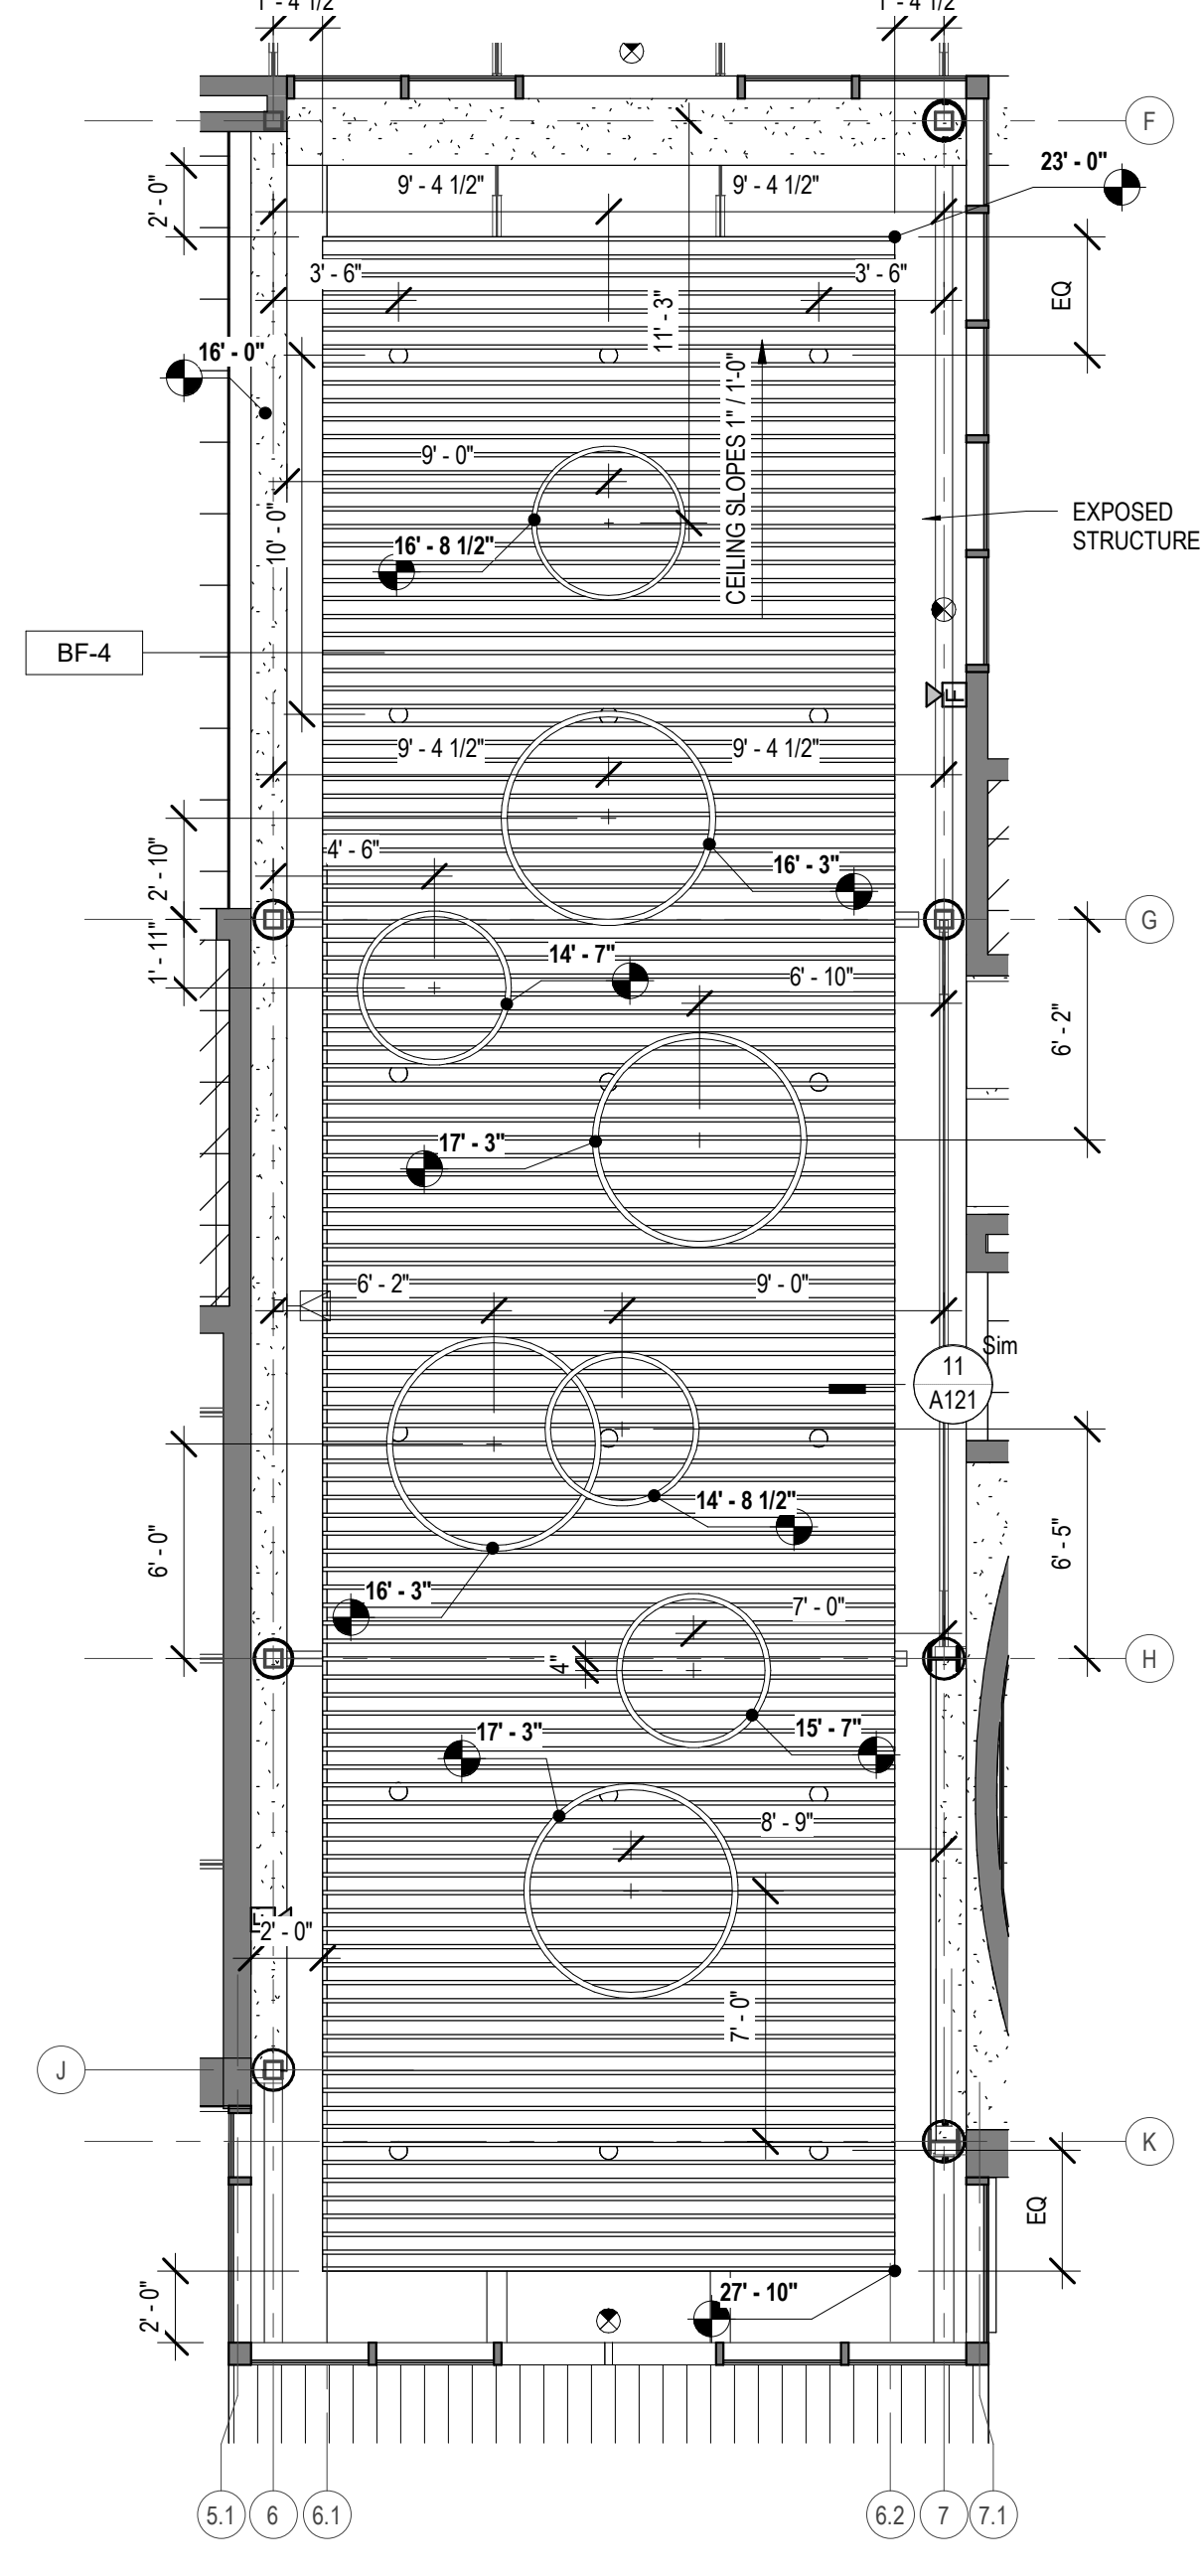 1' - 4 1/2"
1' - 4 1/2"
F
23' - 0"
2' - 0"
9' - 4 1/2"
9' - 4 1/2"
3' - 6"
3' - 6"
EQ
11' - 3"
16' - 0"
CEILING SLOPES 1" / 1'-0"
9' - 0"
10' - 0"
EXPOSED
STRUCTURE
16' - 8 1/2"
BF-4
F
9' - 4 1/2"
9' - 4 1/2"
2' - 10"
4' - 6"
16' - 3"
G
1' - 11"
14' - 7"
6' - 10"
6' - 2"
17' - 3"
6' - 2"
9' - 0"
Sim
11
A121
14' - 8 1/2"
6' - 0"
6' - 5"
16' - 3"
7' - 0"
4"
H
17' - 3"
15' - 7"
8' - 9"
2' - 0"
7' - 0"
J
K
EQ
2' - 0"
27' - 10"
5.1
6
6.1
6.2
7
7.1